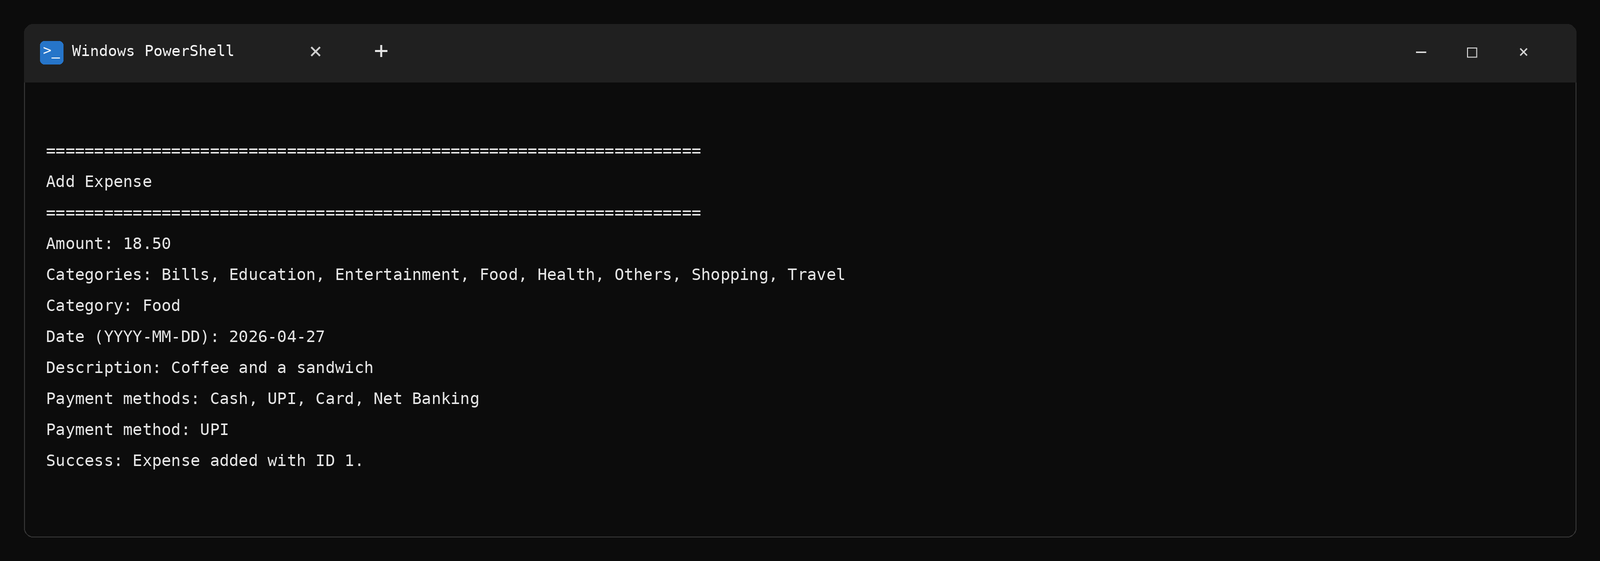 >_ Windows PowerShell
====================================================================
Add Expense
====================================================================
Amount: 18.50
Categories: Bills, Education, Entertainment, Food, Health, Others, Shopping, Travel
Category: Food
Date (YYYY-MM-DD): 2026-04-27
Description: Coffee and a sandwich
Payment methods: Cash, UPI, Card, Net Banking
Payment method: UPI
Success: Expense added with ID 1.